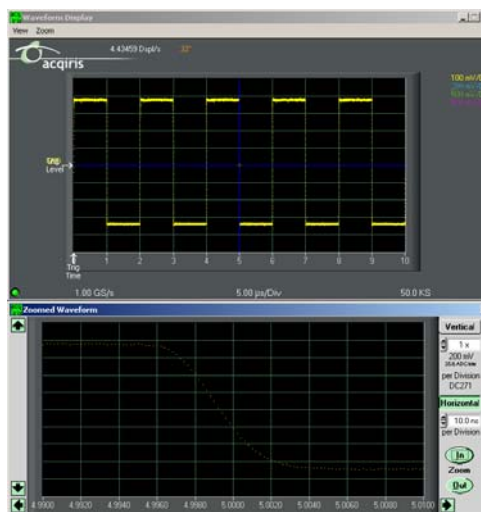 Waveform Display
View Zoom
4.43459 Dspl/s 33°
acqiris
100 mV/
Level
1 2 3 4 5 6 7 8 9 10
Trig
Time
1.00 GS/s 5.00 µs/Div 50.0 KS
Zoomed Waveform
Vertical
1 x
200 mV
per Division
DC271
Horizontal
10.0 ns
per Division
In
Zoom
Out
4.9900 4.9920 4.9940 4.9960 4.9980 5.0000 5.0020 5.0040 5.0060 5.0080 5.0100